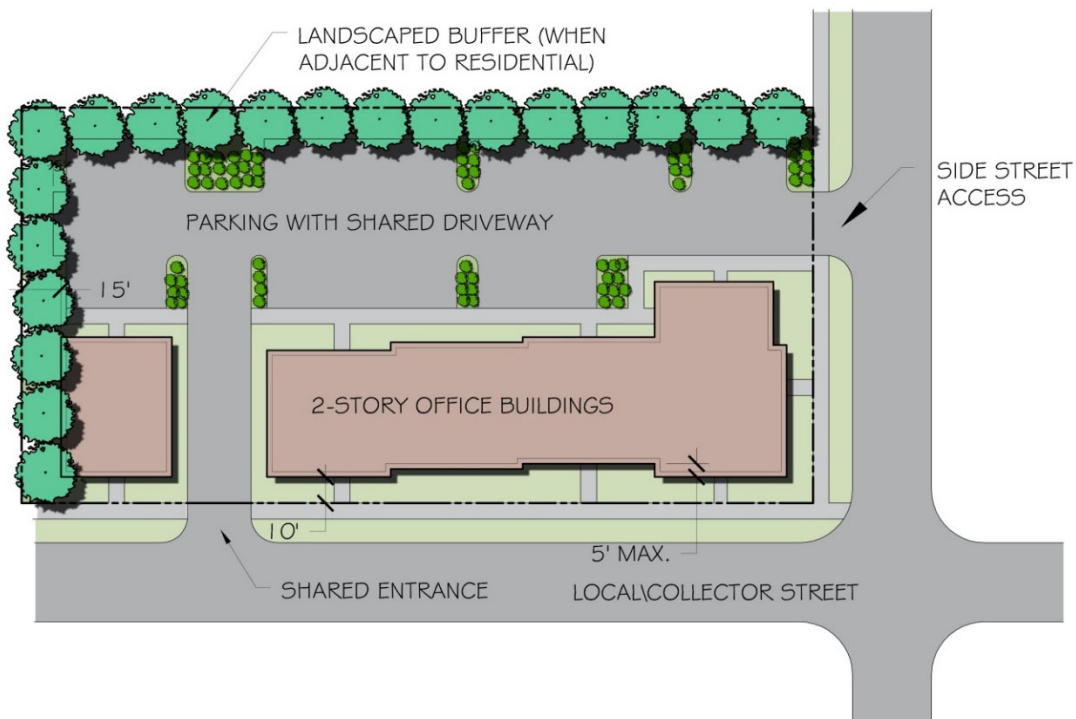 LANDSCAPED BUFFER (WHEN
ADJACENT TO RESIDENTIAL)
SIDE STREET
ACCESS
PARKING WITH SHARED DRIVEWAY
15'
2-STORY OFFICE BUILDINGS
10'
5' MAX.
SHARED ENTRANCE
LOCAL\COLLECTOR STREET